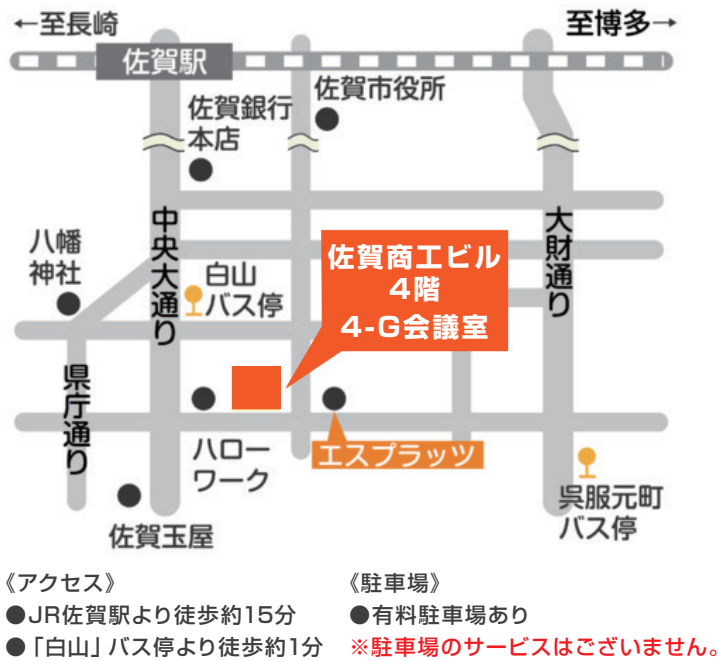 ←至長崎
至博多→
佐賀駅
佐賀市役所
佐賀銀行
本店
中央大通り
大財通り
八幡
神社
白山
バス停
佐賀商工ビル
4階
4-G会議室
県庁通り
ハロー
ワーク
エスプラッツ
佐賀玉屋
呉服元町
バス停
《アクセス》
●JR佐賀駅より徒歩約15分
●「白山」バス停より徒歩約1分
《駐車場》
●有料駐車場あり
※駐車場のサービスはございません。